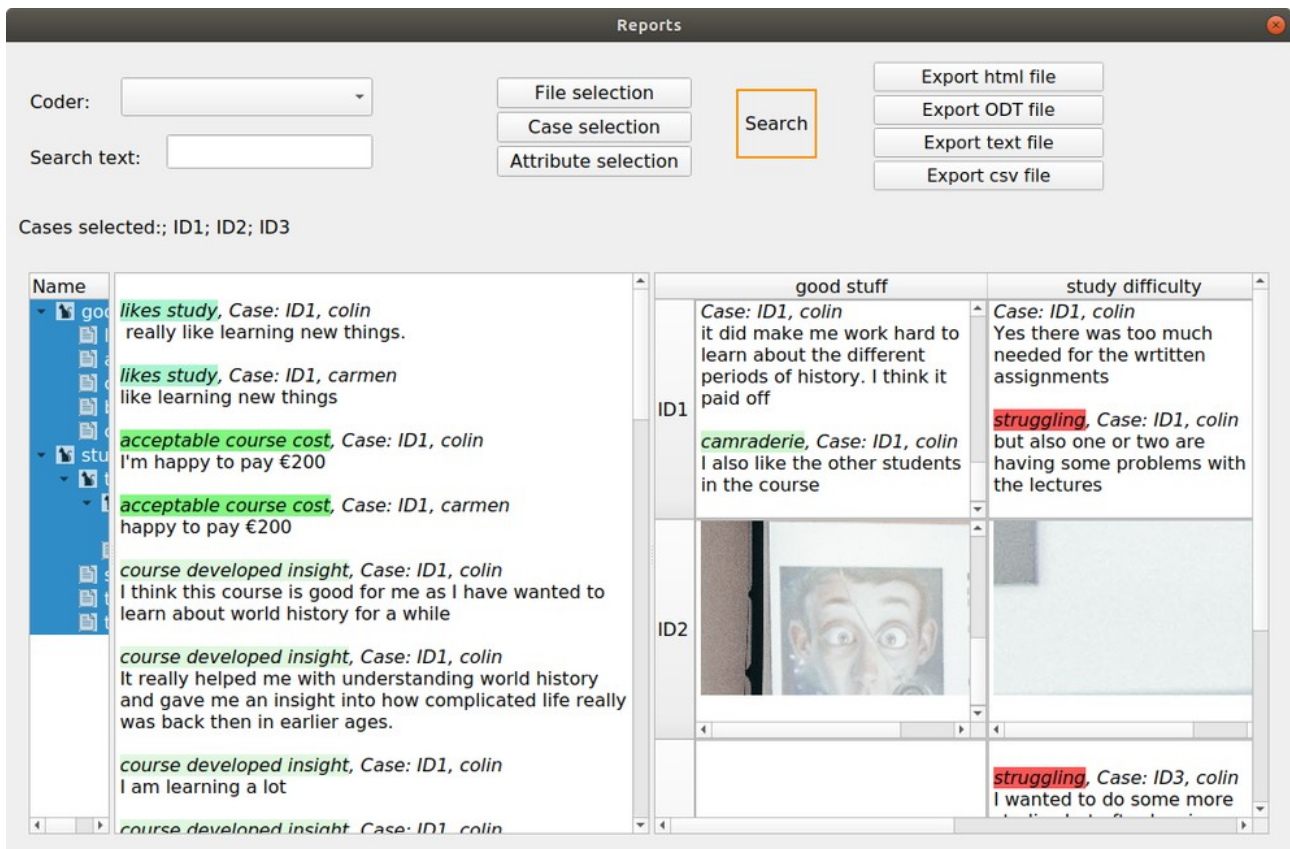 Reports
Coder:
Search text:
File selection
Case selection
Attribute selection
Search
Export html file
Export ODT file
Export text file
Export csv file
Cases selected:; ID1; ID2; ID3
Name
likes study, Case: ID1, colin
really like learning new things.
likes study, Case: ID1, carmen
like learning new things
acceptable course cost, Case: ID1, colin
I'm happy to pay €200
acceptable course cost, Case: ID1, carmen
happy to pay €200
course developed insight, Case: ID1, colin
I think this course is good for me as I have wanted to
learn about world history for a while
course developed insight, Case: ID1, colin
It really helped me with understanding world history
and gave me an insight into how complicated life really
was back then in earlier ages.
course developed insight, Case: ID1, colin
I am learning a lot
course developed insight, Case: ID1, colin
good stuff
study difficulty
ID1
Case: ID1, colin
it did make me work hard to
learn about the different
periods of history. I think it
paid off
camraderie, Case: ID1, colin
I also like the other students
in the course
Case: ID1, colin
Yes there was too much
needed for the wrtitten
assignments
struggling, Case: ID1, colin
but also one or two are
having some problems with
the lectures
ID2
struggling, Case: ID3, colin
I wanted to do some more